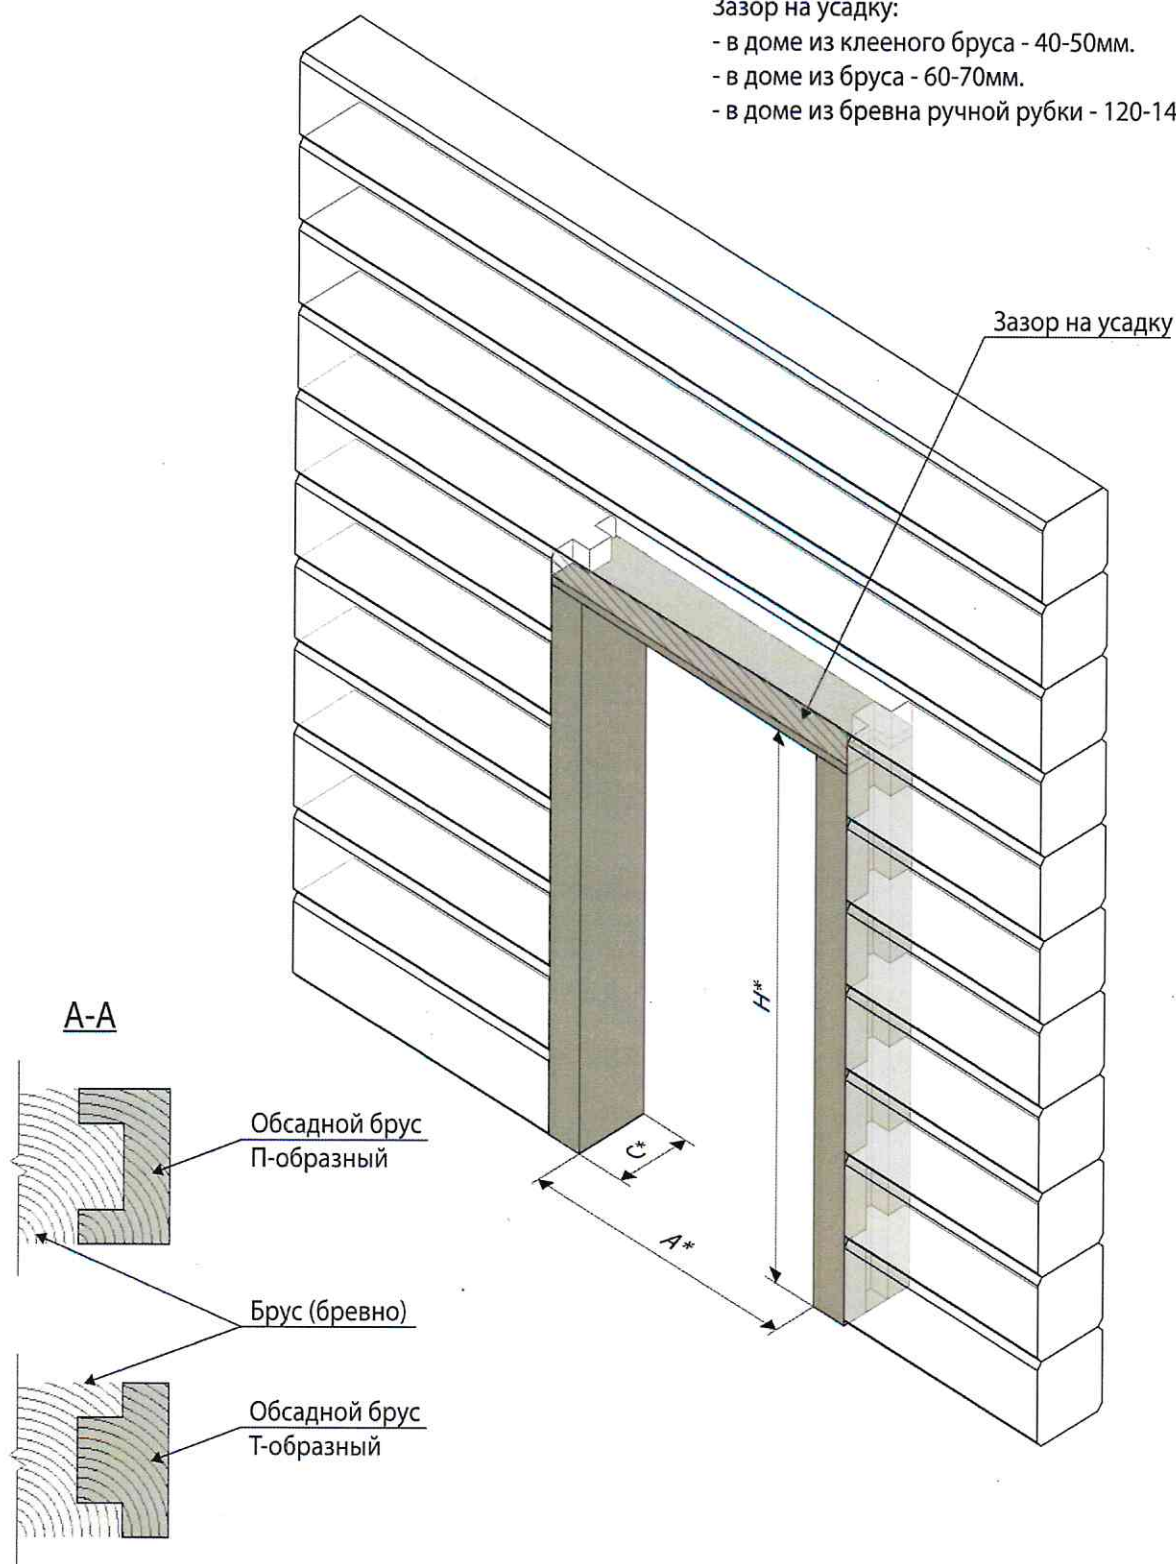 Зазор на усадку:
- в доме из клееного бруса - 40-50мм.
- в доме из бруса - 60-70мм.
- в доме из бревна ручной рубки - 120-14
Зазор на усадку
H*
C*
A*
А-А
Обсадной брус
П-образный
Брус (бревно)
Обсадной брус
Т-образный